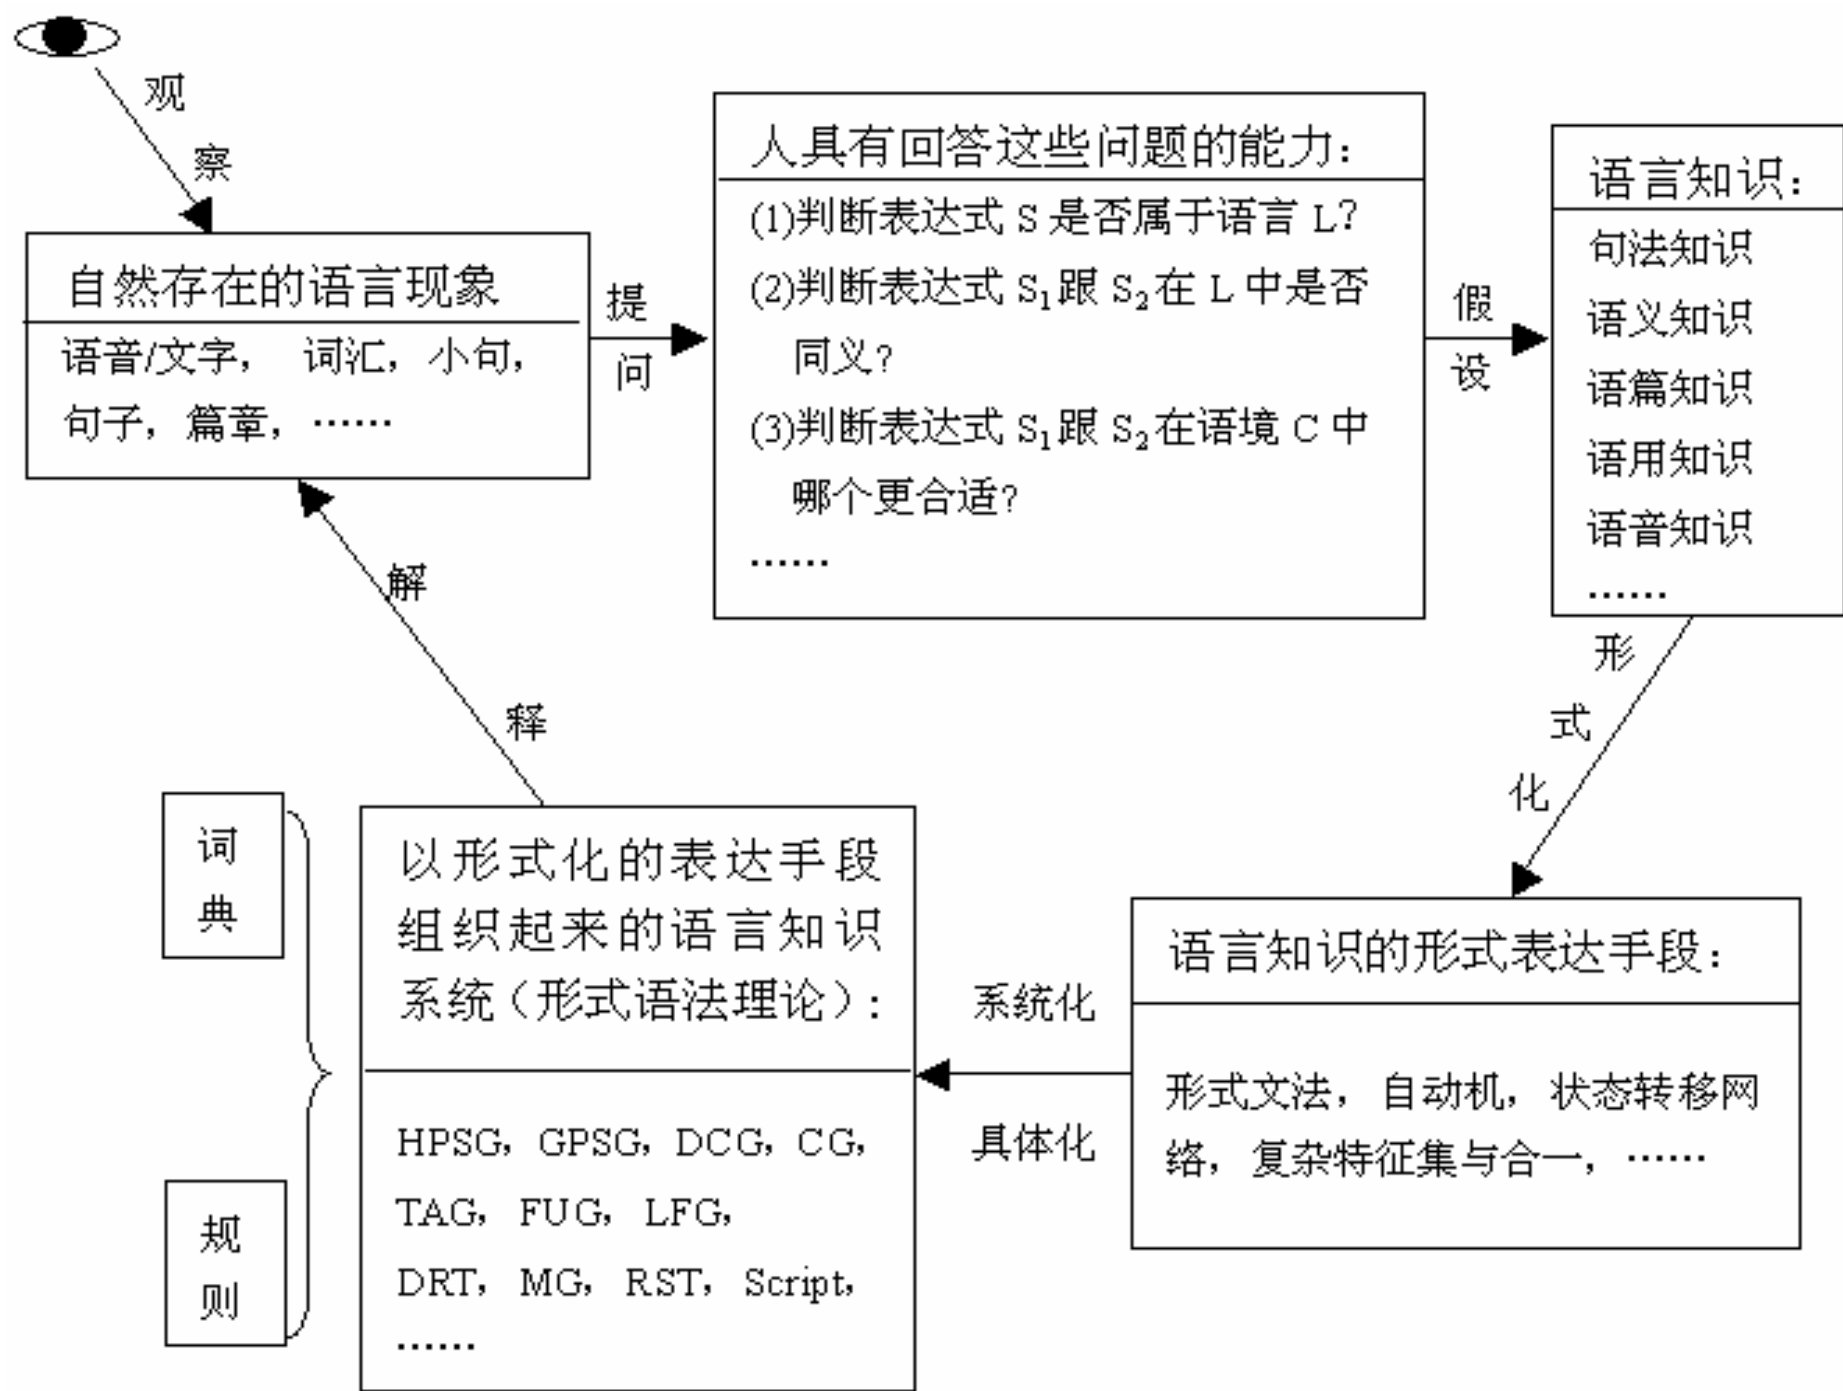 观察
自然存在的语言现象
语音/文字， 词汇，小句，
句子，篇章，……
提问
人具有回答这些问题的能力：
(1)判断表达式 S 是否属于语言 L？
(2)判断表达式 S₁跟 S₂在 L 中是否
同义？
(3)判断表达式 S₁跟 S₂在语境 C 中
哪个更合适？
……
假设
语言知识：
句法知识
语义知识
语篇知识
语用知识
语音知识
……
形式化
语言知识的形式表达手段：
形式文法，自动机，状态转移网
络，复杂特征集与合一，……
系统化
具体化
以形式化的表达手段
组织起来的语言知识
系统（形式语法理论）：
HPSG，GPSG，DCG，CG，
TAG，FUG，LFG，
DRT，MG，RST，Script，
……
词典
规则
解释